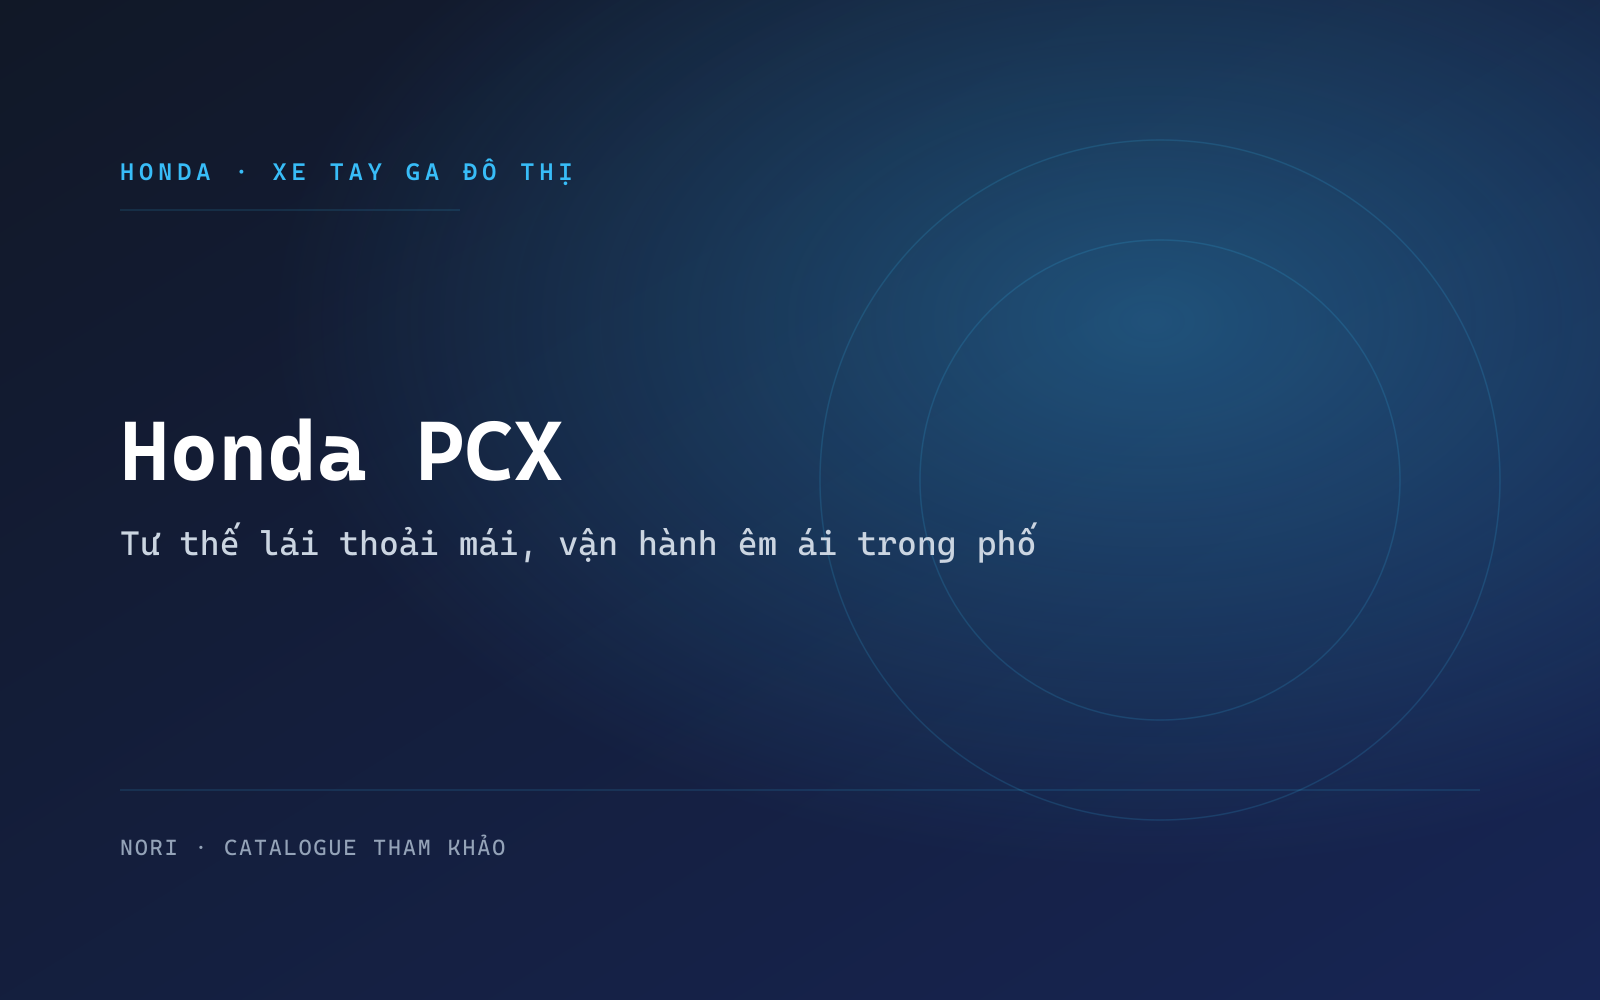 HONDA · XE TAY GA ĐÔ THỊ
Honda PCX
Tư thế lái thoải mái, vận hành êm ái trong phố
NORI · CATALOGUE THAM KHẢO